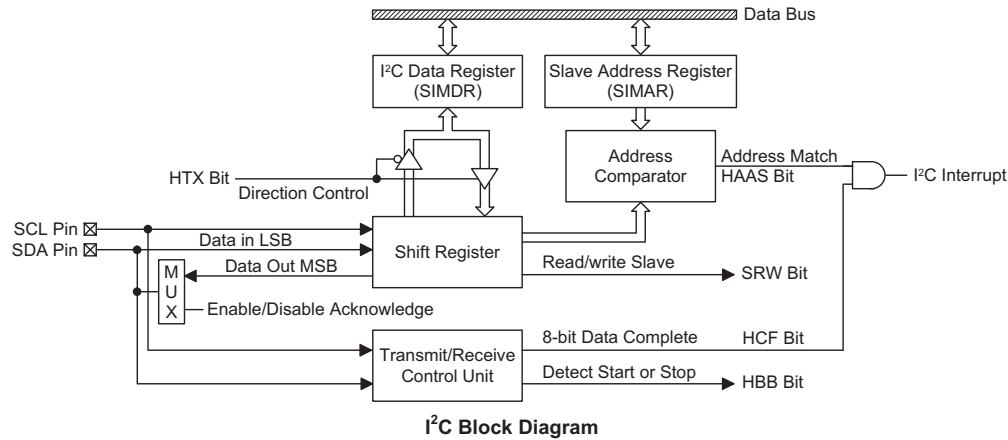 Data Bus
I²C Data Register
(SIMDR)
Slave Address Register
(SIMAR)
Address
Comparator
Address Match
HAAS Bit
I²C Interrupt
HTX Bit
Direction Control
SCL Pin
SDA Pin
Data in LSB
Shift Register
Data Out MSB
Read/write Slave
SRW Bit
M
U
X
Enable/Disable Acknowledge
Transmit/Receive
Control Unit
8-bit Data Complete
HCF Bit
Detect Start or Stop
HBB Bit
I²C Block Diagram